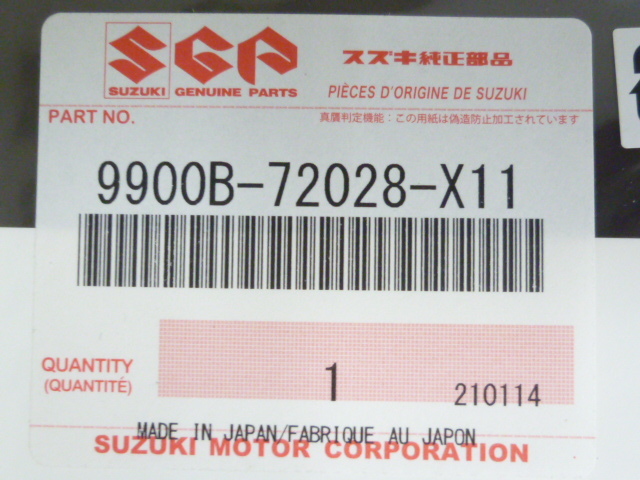 SGP スズキ純正部品
SUZUKI GENUINE PARTS PIÈCES D'ORIGINE DE SUZUKI
PART NO. 真贋判定機能：この用紙は偽造防止加工されています
9900B-72028-X11
QUANTITY
(QUANTITÉ)
1 210114
MADE IN JAPAN/FABRIQUE AU JAPON
SUZUKI MOTOR CORPORATION